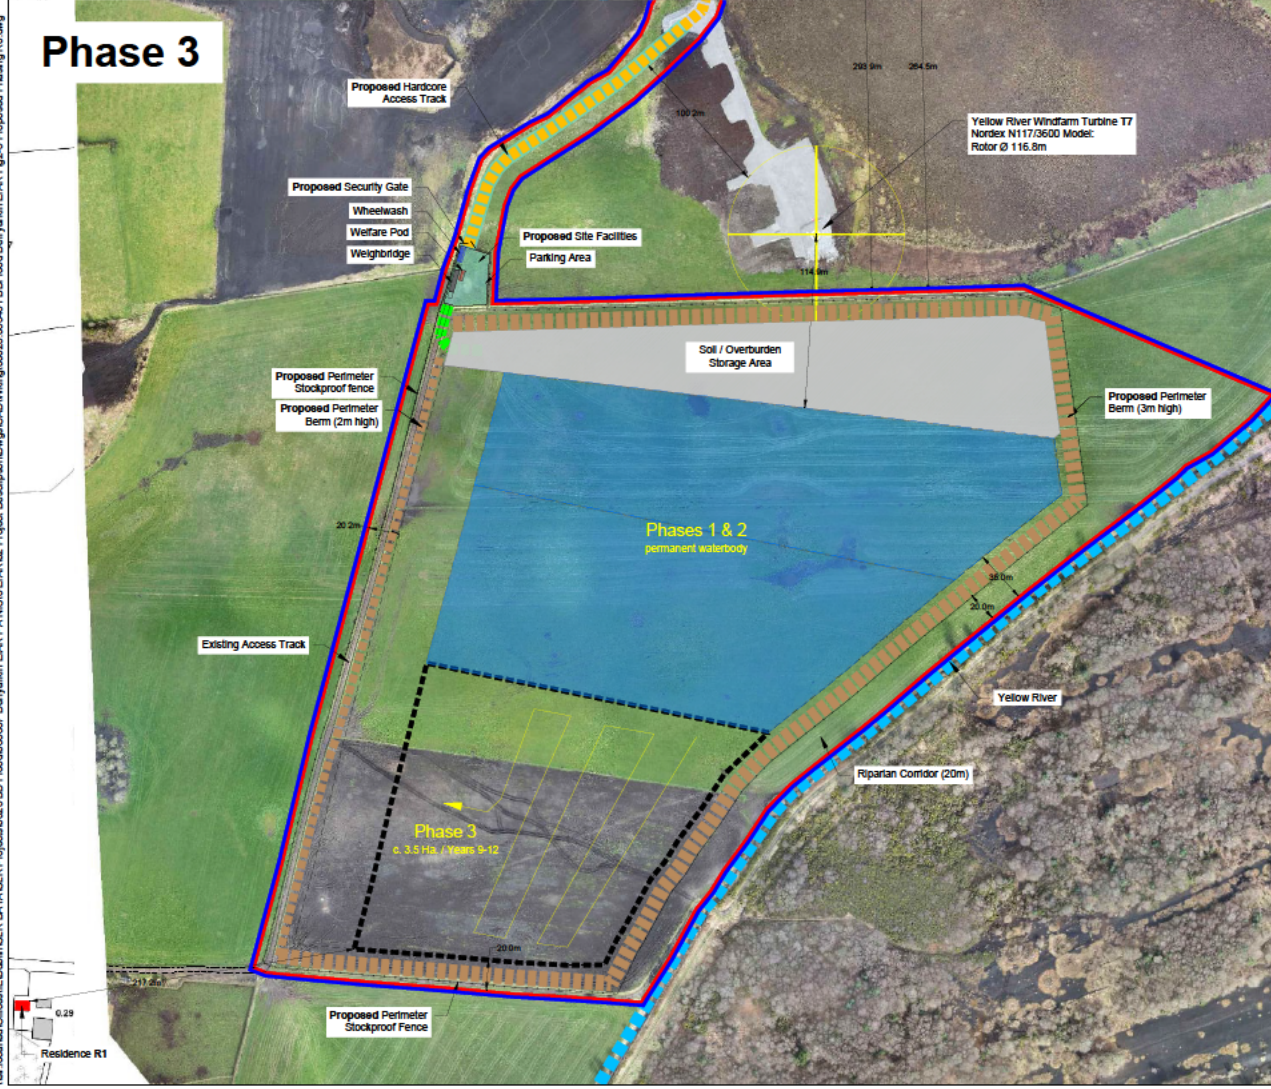 Phase 3
Proposed Hardcore
Access Track
293.9m
264.5m
100.2m
Yellow River Windfarm Turbine T7
Nordex N117/3600 Model:
Rotor Ø 116.8m
Proposed Security Gate
Wheelwash
Welfare Pod
Weighbridge
Proposed Site Facilities
Parking Area
114.9m
Soil / Overburden
Storage Area
Proposed Perimeter
Stockproof fence
Proposed Perimeter
Berm (2m high)
Proposed Perimeter
Berm (3m high)
20.2m
Phases 1 & 2
permanent waterbody
20.0m
Existing Access Track
Yellow River
Riparian Corridor (20m)
Phase 3
c. 3.5 Ha. / Years 9-12
20.0m
0.29
Proposed Perimeter
Stockproof Fence
Residence R1